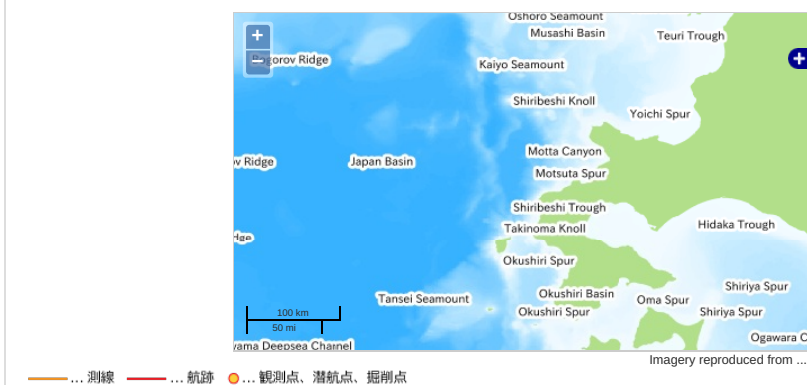 Oshoro Seamount
Musashi Basin
Teuri Trough
+
Bogorov Ridge
Kaiyo Seamount
+
−
Shiribeshi Knoll
Yoichi Spur
Motta Canyon
ov Ridge
Japan Basin
Motsuta Spur
Shiribeshi Trough
Takinoma Knoll
Hidaka Trough
dge
Okushiri Spur
Shiriya Spur
Okushiri Basin
Tansei Seamount
Oma Spur
Okushiri Spur
Shiriya Spur
100 km
50 mi
Ogawara C
yama Deepsea Channel
Imagery reproduced from ...
... 測線 ... 航跡 ... 観測点、潜航点、掘削点